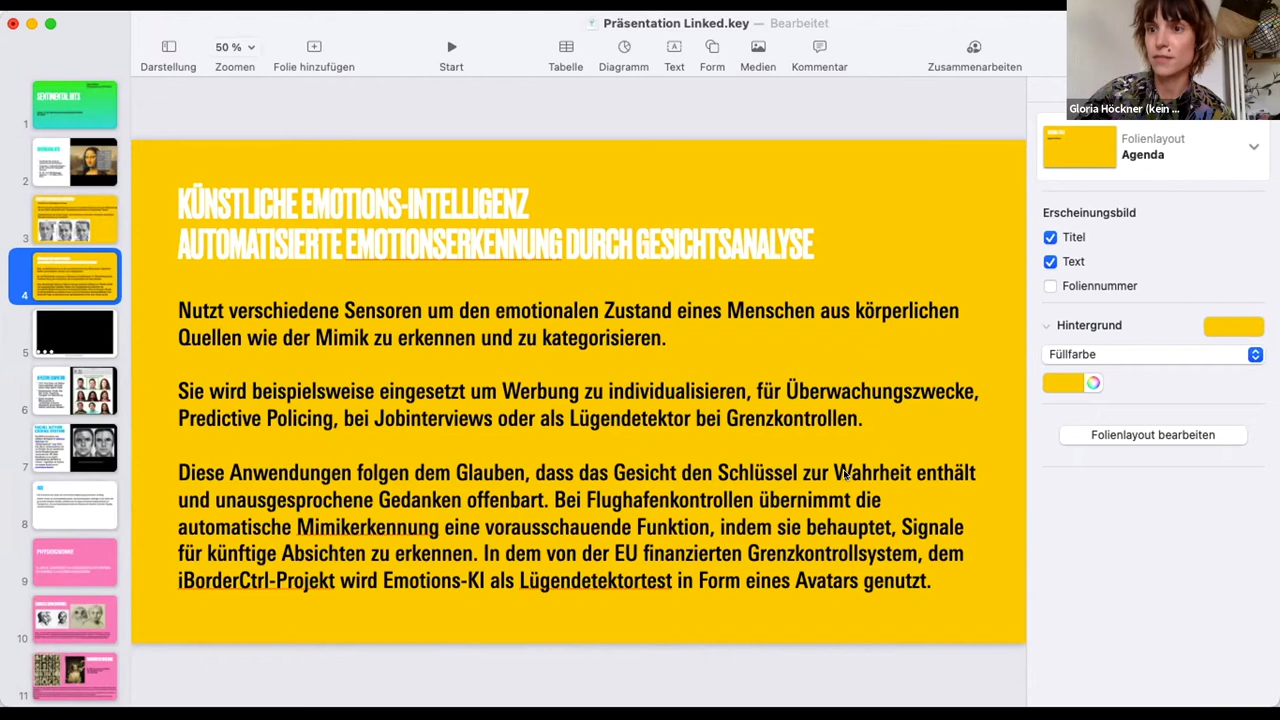 Präsentation Linked.key — Bearbeitet
50 %
Darstellung
Zoomen
Folie hinzufügen
Start
Tabelle
Diagramm
Text
Form
Medien
Kommentar
Zusammenarbeiten
Gloria Höckner (kein ...
SENTIMENTAL BITS
1
2
3
4
5
6
7
8
9
10
11
KÜNSTLICHE EMOTIONS-INTELLIGENZ
AUTOMATISIERTE EMOTIONSERKENNUNG DURCH GESICHTSANALYSE
Nutzt verschiedene Sensoren um den emotionalen Zustand eines Menschen aus körperlichen
Quellen wie der Mimik zu erkennen und zu kategorisieren.
Sie wird beispielsweise eingesetzt um Werbung zu individualisieren, für Überwachungszwecke,
Predictive Policing, bei Jobinterviews oder als Lügendetektor bei Grenzkontrollen.
Diese Anwendungen folgen dem Glauben, dass das Gesicht den Schlüssel zur Wahrheit enthält
und unausgesprochene Gedanken offenbart. Bei Flughafenkontrollen übernimmt die
automatische Mimikerkennung eine vorausschauende Funktion, indem sie behauptet, Signale
für künftige Absichten zu erkennen. In dem von der EU finanzierten Grenzkontrollsystem, dem
iBorderCtrl-Projekt wird Emotions-KI als Lügendetektortest in Form eines Avatars genutzt.
Folienlayout
Agenda
Erscheinungsbild
Titel
Text
Foliennummer
Hintergrund
Füllfarbe
Folienlayout bearbeiten